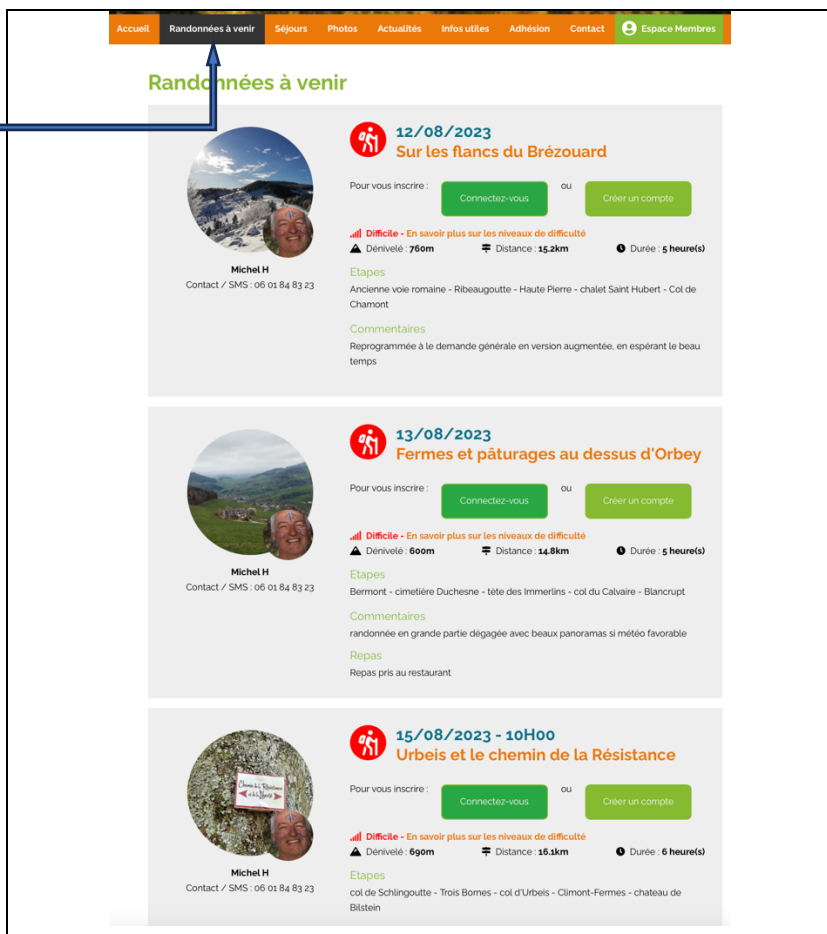 Accueil Randonnées à venir Séjours Photos Actualités Infos utiles Adhésion Contact Espace Membres
Randonnées à venir
12/08/2023
Sur les flancs du Brézouard
Pour vous inscrire : Connectez-vous ou Créer un compte
Difficile - En savoir plus sur les niveaux de difficulté
Dénivelé : 760m Distance : 15.2km Durée : 5 heure(s)
Michel H
Contact / SMS : 06 01 84 83 23
Etapes
Ancienne voie romaine - Ribeaugoutte - Haute Pierre - chalet Saint Hubert - Col de
Chamont
Commentaires
Reprogrammée à le demande générale en version augmentée, en espérant le beau
temps
13/08/2023
Fermes et pâturages au dessus d'Orbey
Pour vous inscrire : Connectez-vous ou Créer un compte
Difficile - En savoir plus sur les niveaux de difficulté
Dénivelé : 600m Distance : 14.8km Durée : 5 heure(s)
Michel H
Contact / SMS : 06 01 84 83 23
Etapes
Bermont - cimetière Duchesne - tète des Immerlins - col du Calvaire - Blancrupt
Commentaires
randonnée en grande partie dégagée avec beaux panoramas si météo favorable
Repas
Repas pris au restaurant
15/08/2023 - 10H00
Urbeis et le chemin de la Résistance
Pour vous inscrire : Connectez-vous ou Créer un compte
Chemin de la Résistance
et de la
Difficile - En savoir plus sur les niveaux de difficulté
Dénivelé : 690m Distance : 16.1km Durée : 6 heure(s)
Michel H
Contact / SMS : 06 01 84 83 23
Etapes
col de Schlingoutte - Trois Bornes - col d'Urbeis - Climont-Fermes - chateau de
Bilstein